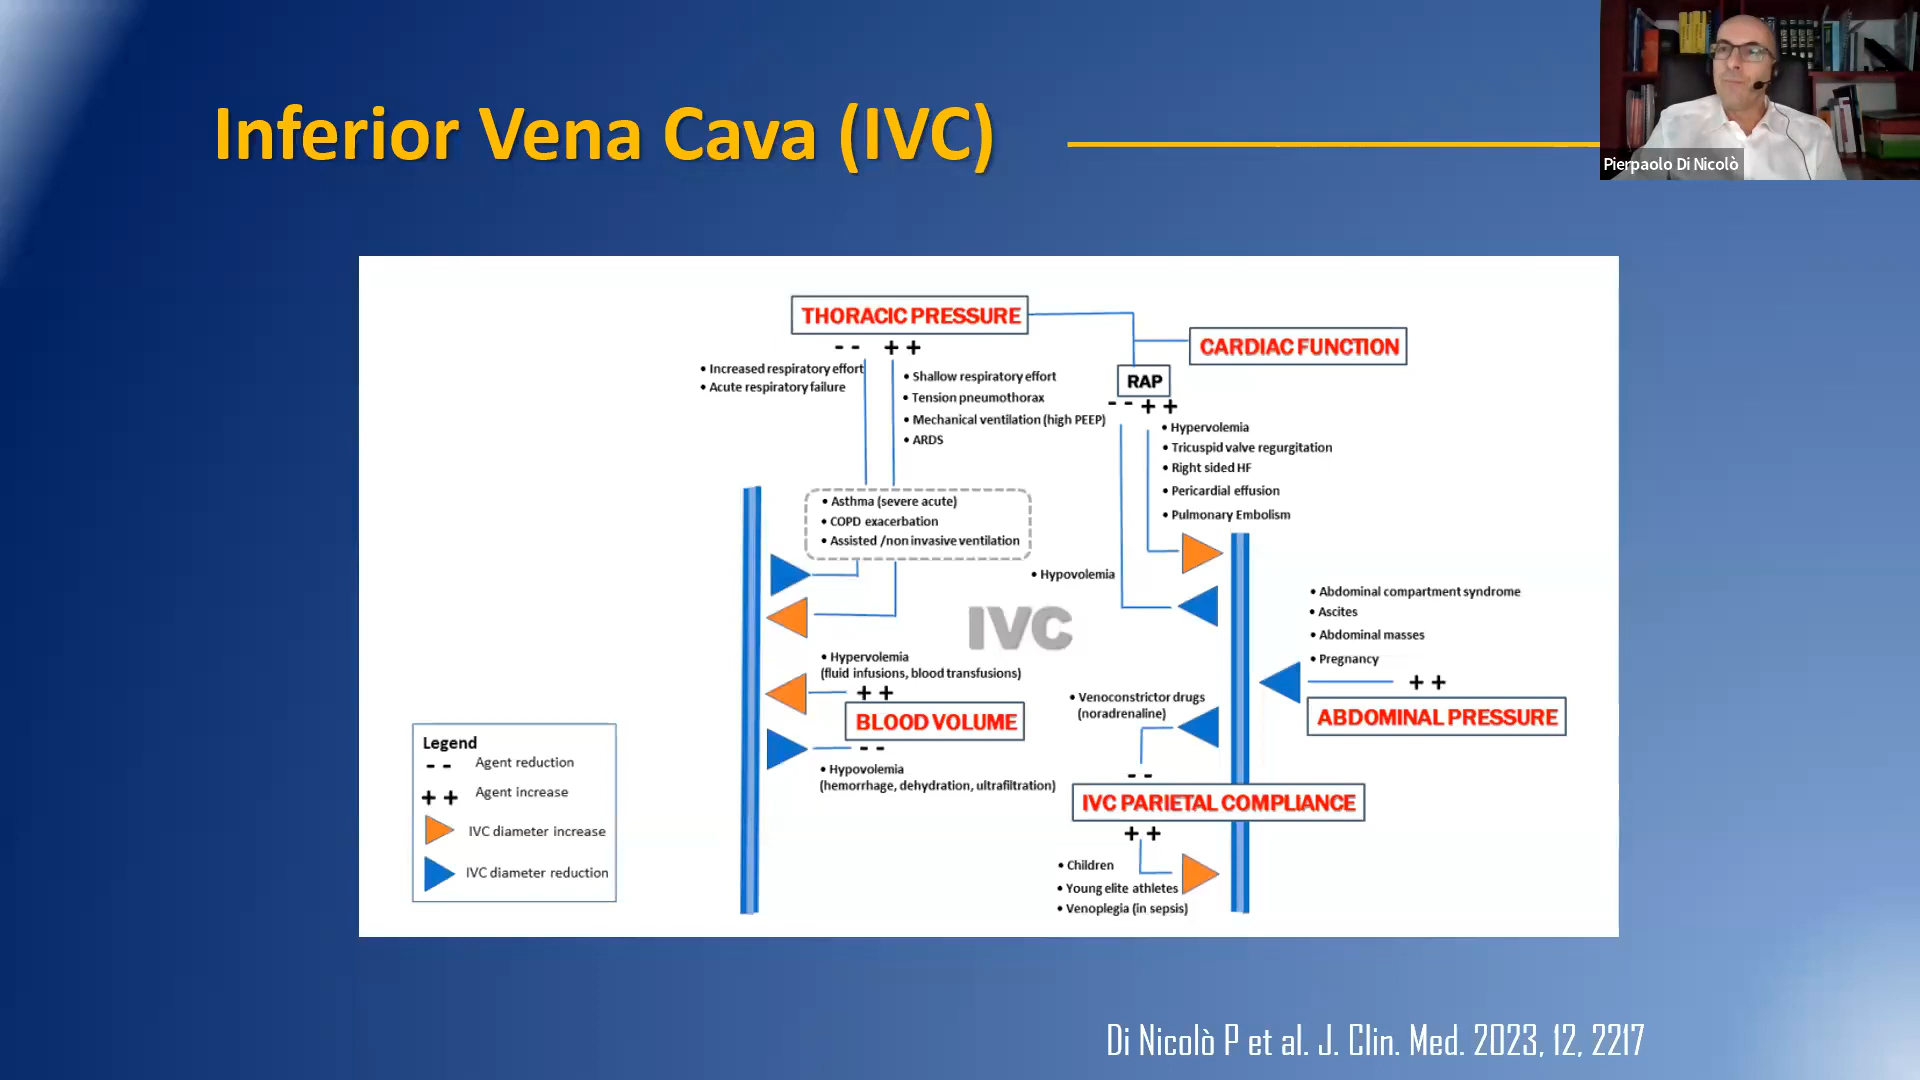 Inferior Vena Cava (IVC)
Pierpaolo Di Nicolò
THORACIC PRESSURE
CARDIAC FUNCTION
- - + +
• Increased respiratory effort
• Acute respiratory failure
• Shallow respiratory effort
• Tension pneumothorax
• Mechanical ventilation (high PEEP)
• ARDS
RAP
- - + +
• Hypervolemia
• Tricuspid valve regurgitation
• Right sided HF
• Pericardial effusion
• Pulmonary Embolism
• Asthma (severe acute)
• COPD exacerbation
• Assisted /non invasive ventilation
• Hypovolemia
IVC
• Abdominal compartment syndrome
• Ascites
• Abdominal masses
• Pregnancy
+ +
ABDOMINAL PRESSURE
• Hypervolemia
(fluid infusions, blood transfusions)
+ +
BLOOD VOLUME
- -
• Hypovolemia
(hemorrhage, dehydration, ultrafiltration)
• Venoconstrictor drugs
(noradrenaline)
- -
IVC PARIETAL COMPLIANCE
+ +
• Children
• Young elite athletes
• Venoplegia (in sepsis)
Legend
- - Agent reduction
+ + Agent increase
IVC diameter increase
IVC diameter reduction
Di Nicolò P et al. J. Clin. Med. 2023, 12, 2217